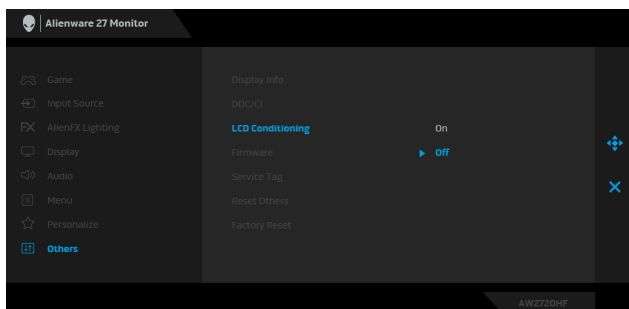 Alienware 27 Monitor
Game
Input Source
AlienFX Lighting
Display
Audio
Menu
Personalize
Others
Display Info
DDC/CI
LCD Conditioning
Firmware
Service Tag
Reset Others
Factory Reset
On
Off
AW2720HF